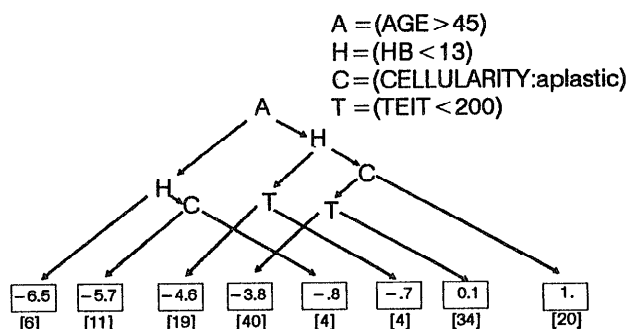 A =(AGE>45)
H=(HB<13)
C=(CELLULARITY:aplastic)
T =(TEIT<200)
A
H
C
H
C
T
T
-6.5 -5.7 -4.6 -3.8 -.8 -.7 0.1 1.
[6] [11] [19] [40] [4] [4] [34] [20]